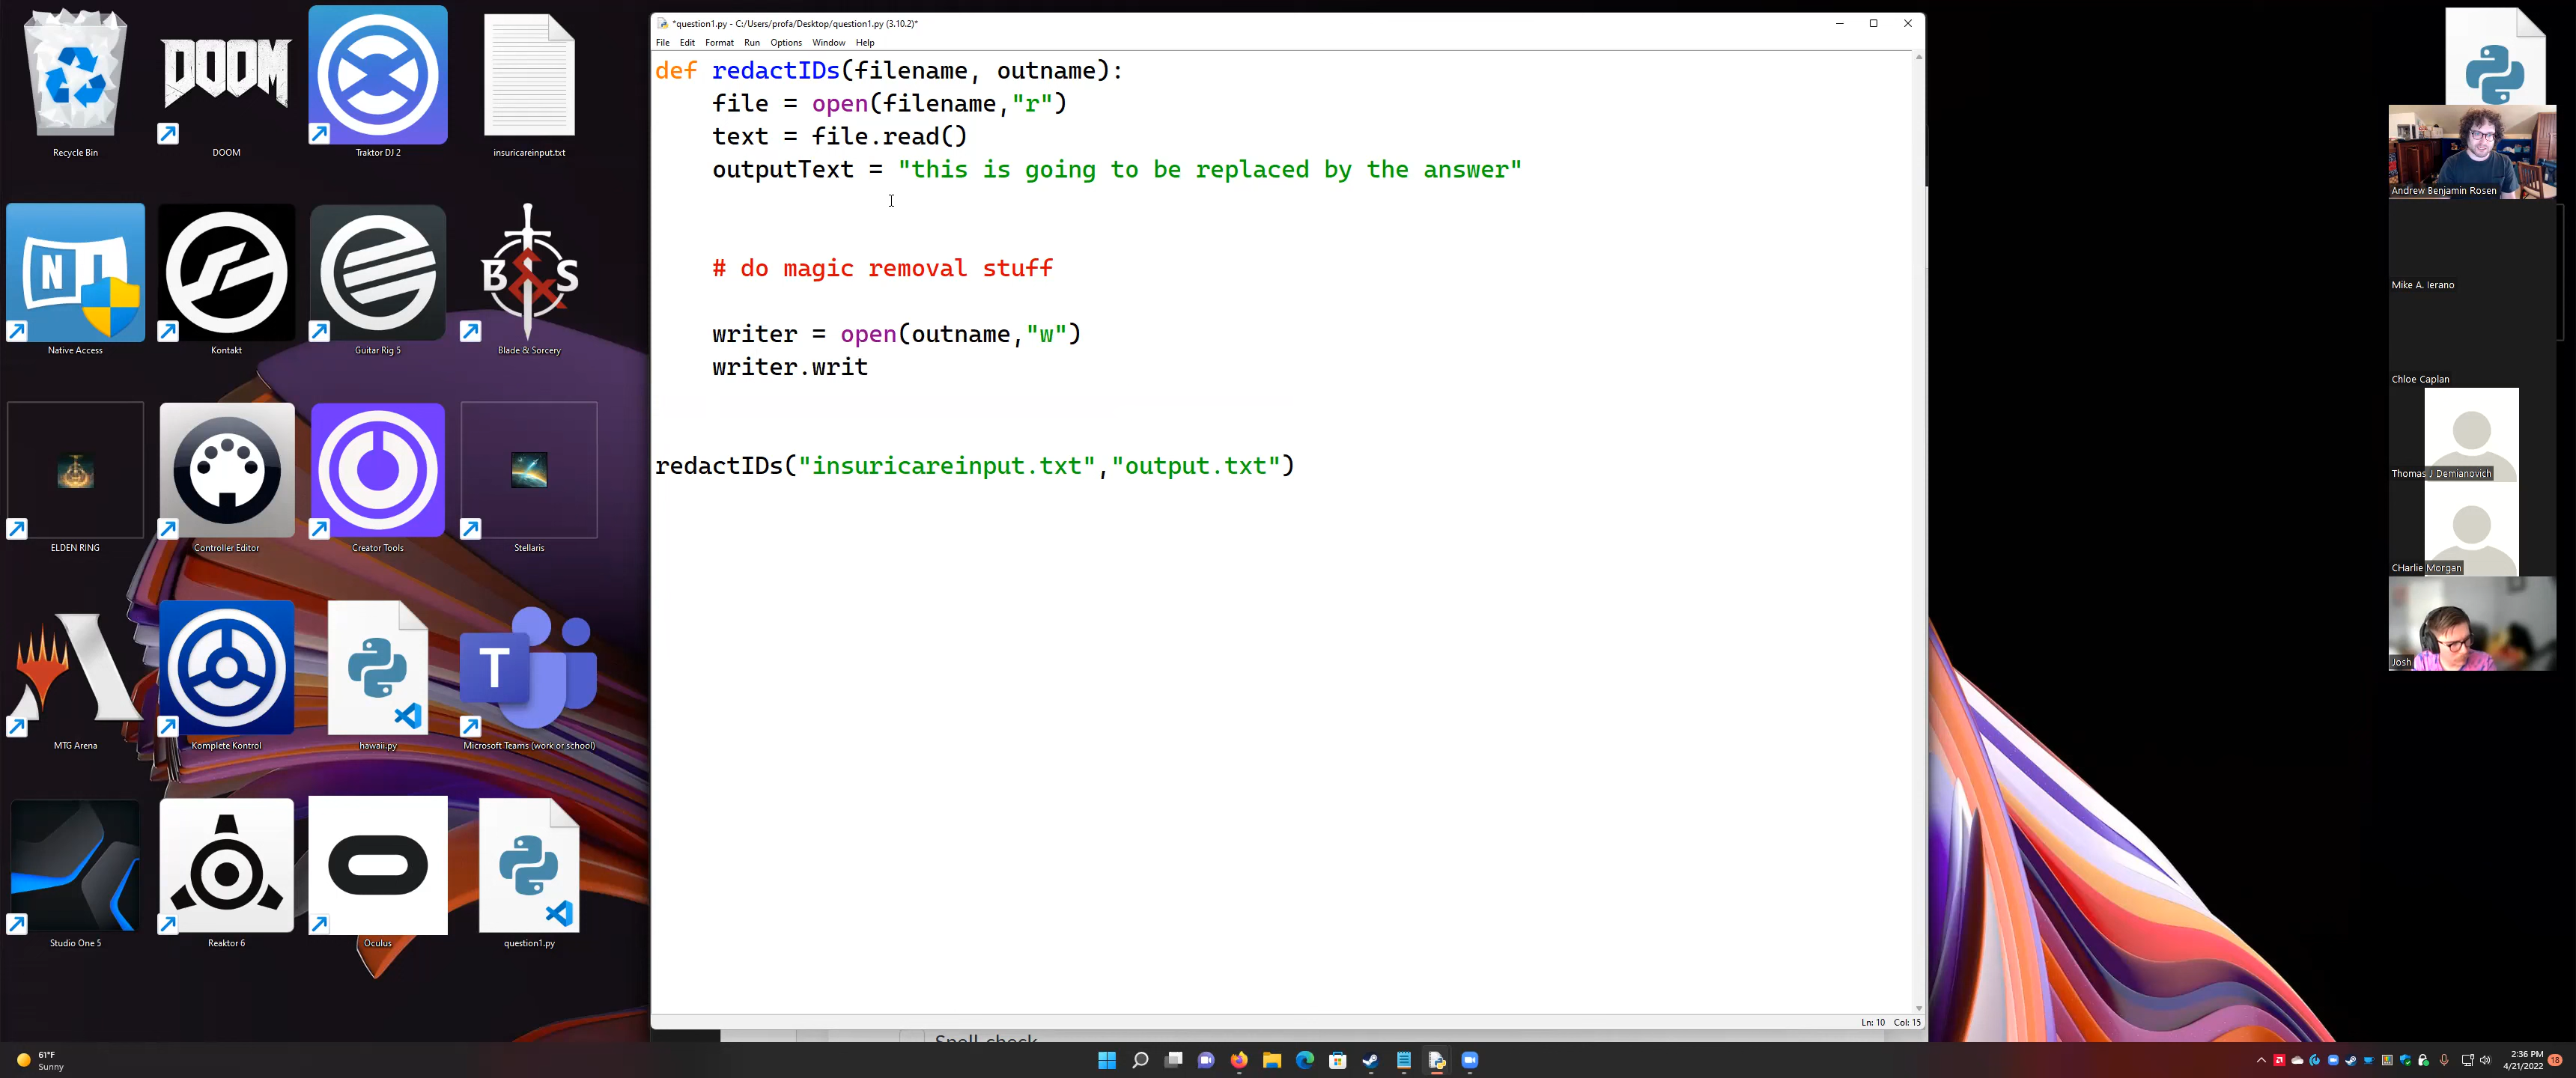 *question1.py - C:/Users/profa/Desktop/question1.py (3.10.2)*
File Edit Format Run Options Window Help
def redactIDs(filename, outname):
    file = open(filename,"r")
    text = file.read()
    outputText = "this is going to be replaced by the answer"
    # do magic removal stuff
    writer = open(outname,"w")
    writer.writ
redactIDs("insuricareinput.txt","output.txt")
Ln: 10 Col: 15
DOOM
Recycle Bin
DOOM
Traktor DJ 2
insuricareinput.txt
N
B S
Native Access
Kontakt
Guitar Rig 5
Blade & Sorcery
ELDEN RING
Controller Editor
Creator Tools
Stellaris
T
MTG Arena
Komplete Kontrol
hawaii.py
Microsoft Teams (work or school)
Studio One 5
Reaktor 6
Oculus
question1.py
Andrew Benjamin Rosen
Mike A. Ierano
Chloe Caplan
Thomas J Demianovich
CHarlie Morgan
Josh
Spell check
61°F
Sunny
2:36 PM
4/21/2022
18